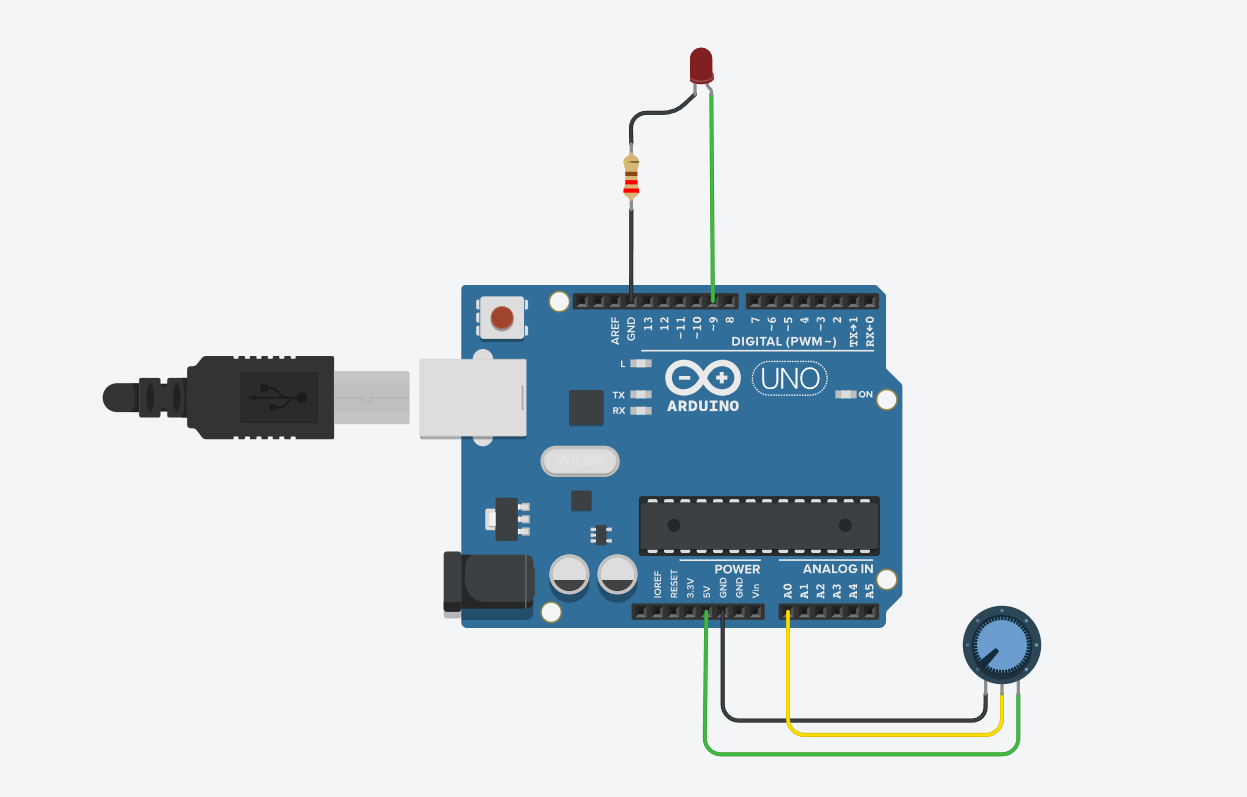 AREF
GND
13
12
~11
~10
~9
8
7
~6
~5
4
~3
2
TX→1
RX←0
DIGITAL (PWM ~)
L
TX
RX
ARDUINO
UNO
ON
POWER
ANALOG IN
IOREF
RESET
3.3V
5V
GND
GND
Vin
A0
A1
A2
A3
A4
A5